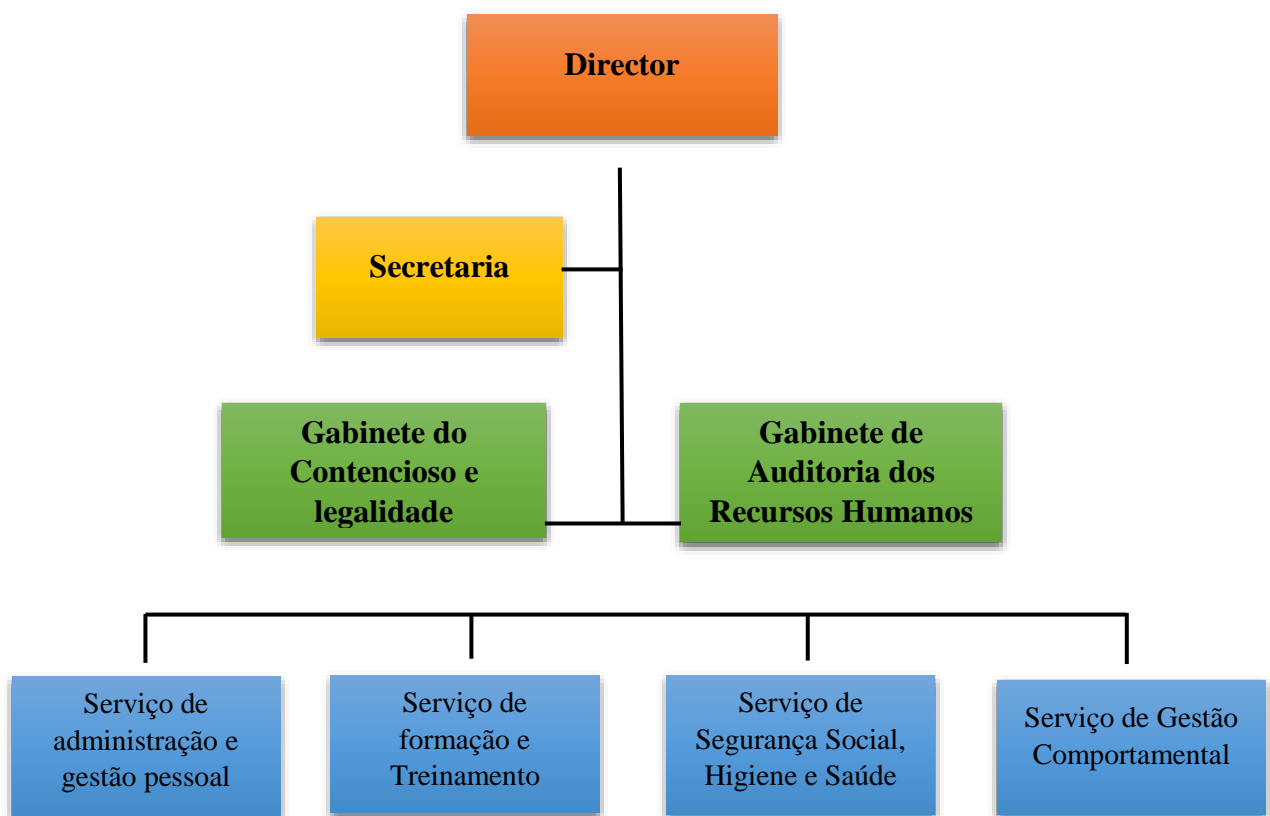 Director
Secretaria
Gabinete do
Contencioso e
legalidade
Gabinete de
Auditoria dos
Recursos Humanos
Serviço de
administração e
gestão pessoal
Serviço de
formação e
Treinamento
Serviço de
Segurança Social,
Higiene e Saúde
Serviço de Gestão
Comportamental